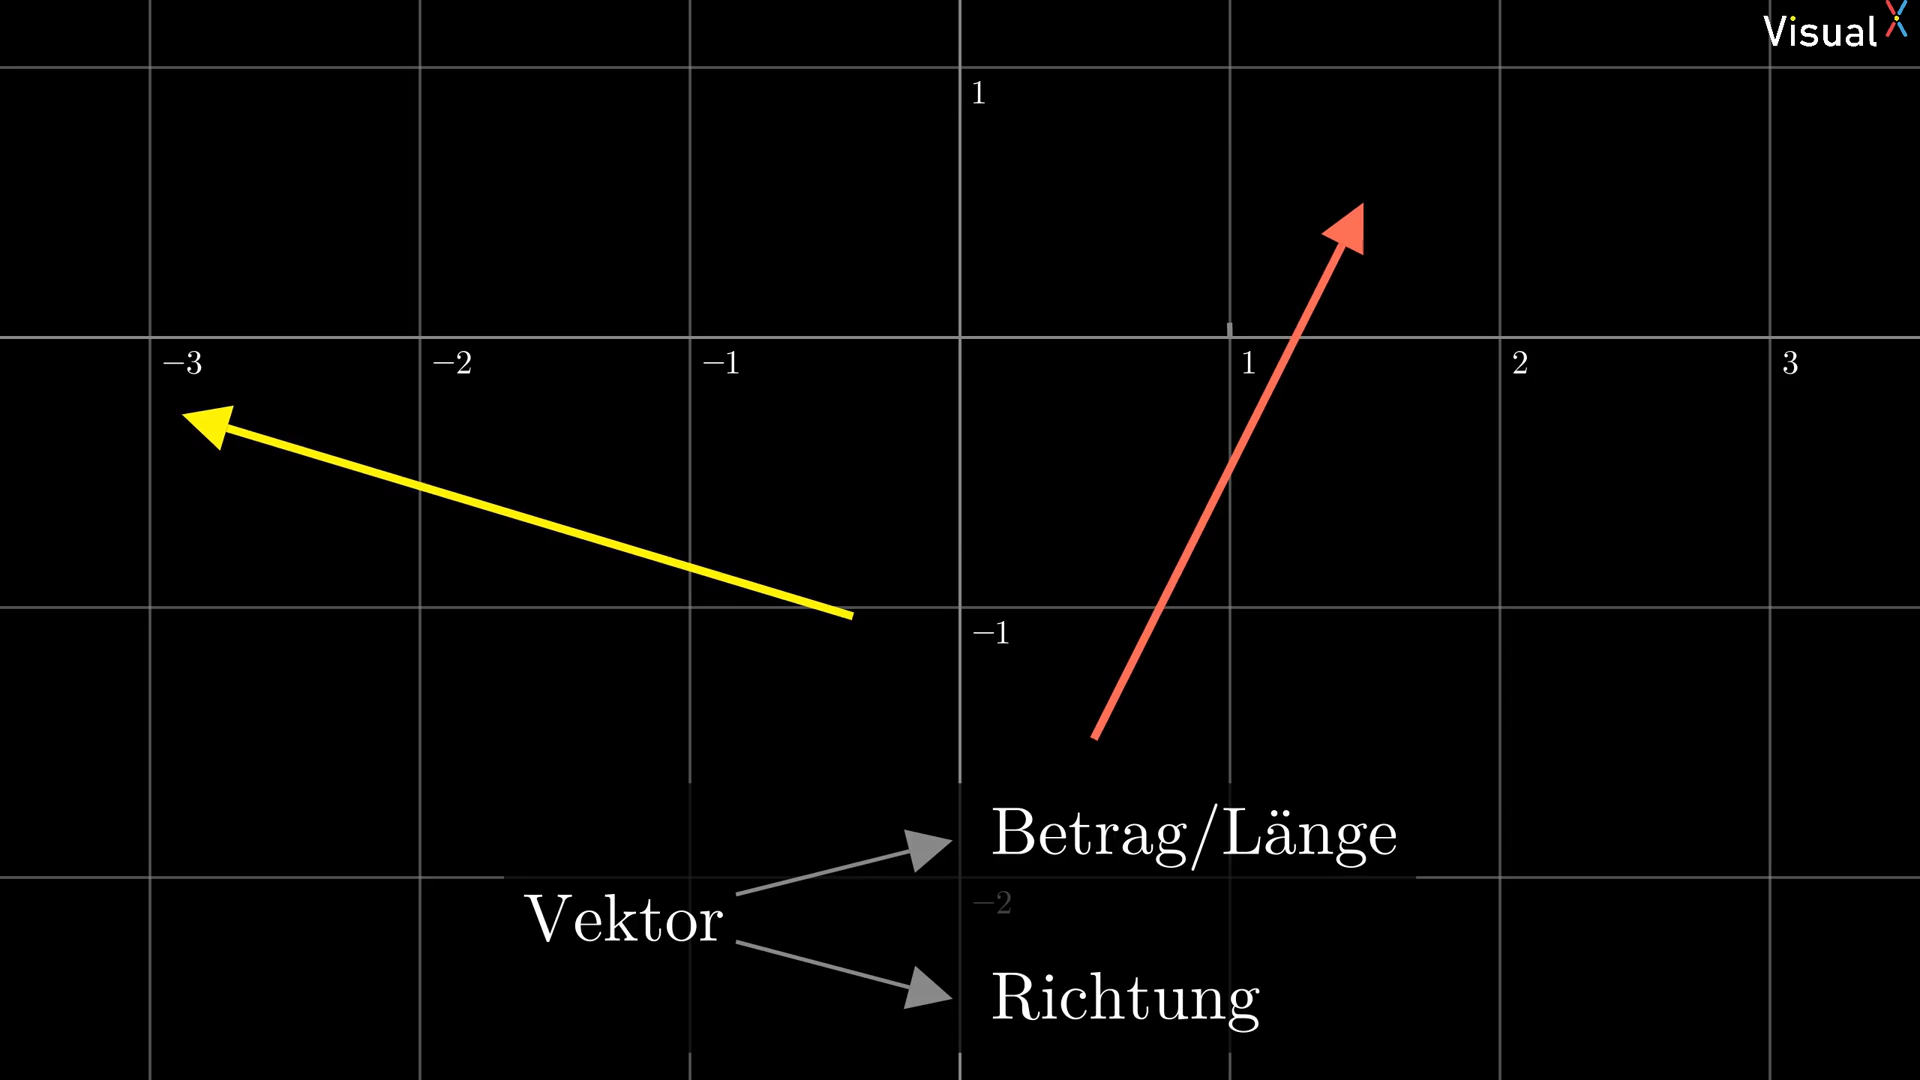 Visual X
1
−3 −2 −1 1 2 3
−1
Betrag/Länge
−2
Vektor
Richtung